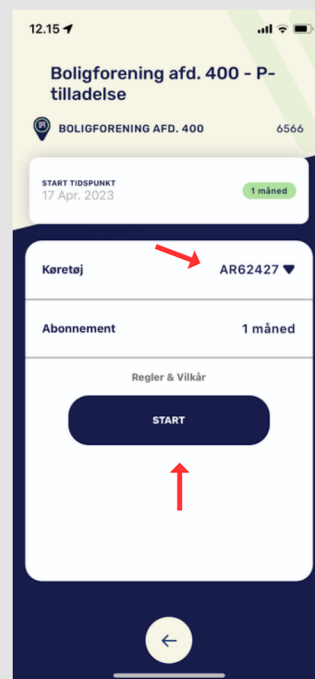 12.15
Boligforening afd. 400 - P-
tilladelse
BOLIGFORENING AFD. 400 6566
START TIDSPUNKT
17 Apr. 2023 1 måned
Køretøj AR62427
Abonnement 1 måned
Regler & Vilkår
START